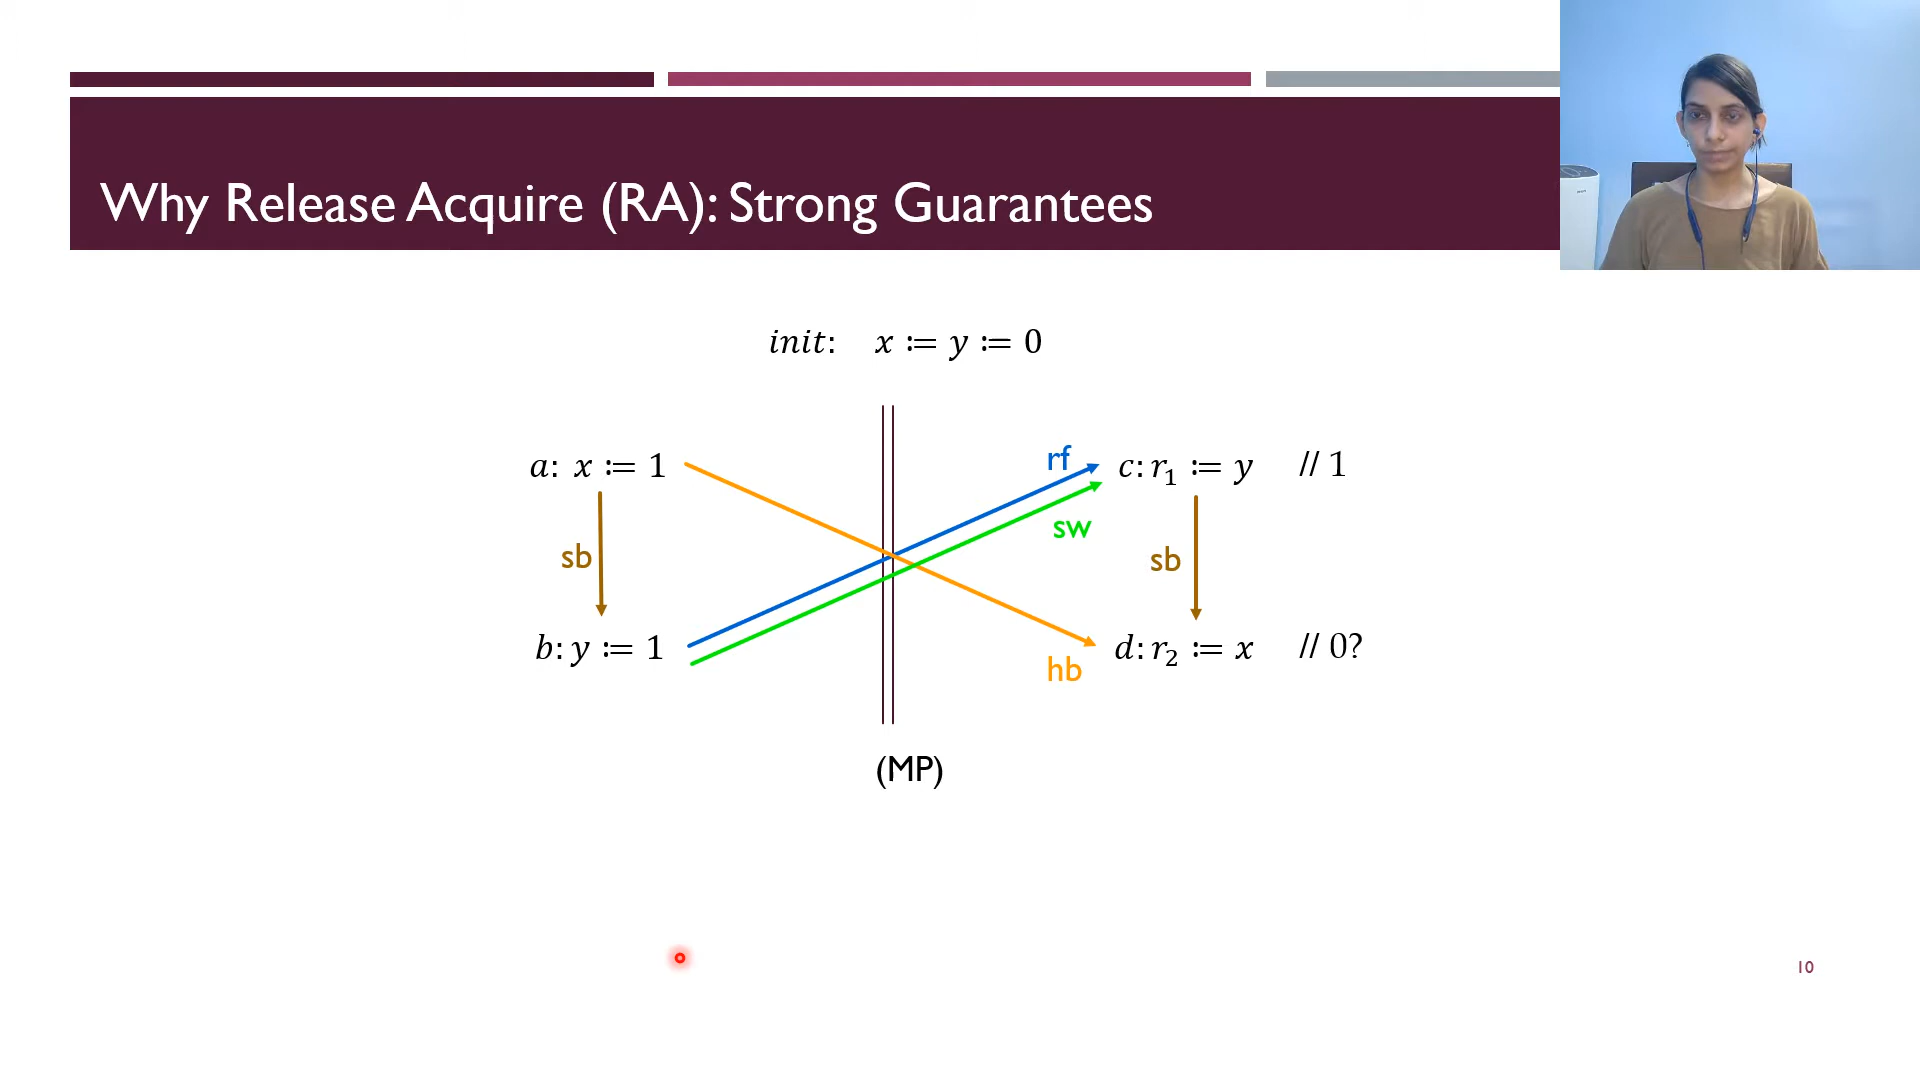 Why Release Acquire (RA): Strong Guarantees
init: x := y := 0
a: x := 1
rf
c: r₁ := y // 1
sw
sb
sb
b: y := 1
d: r₂ := x // 0?
hb
(MP)
10